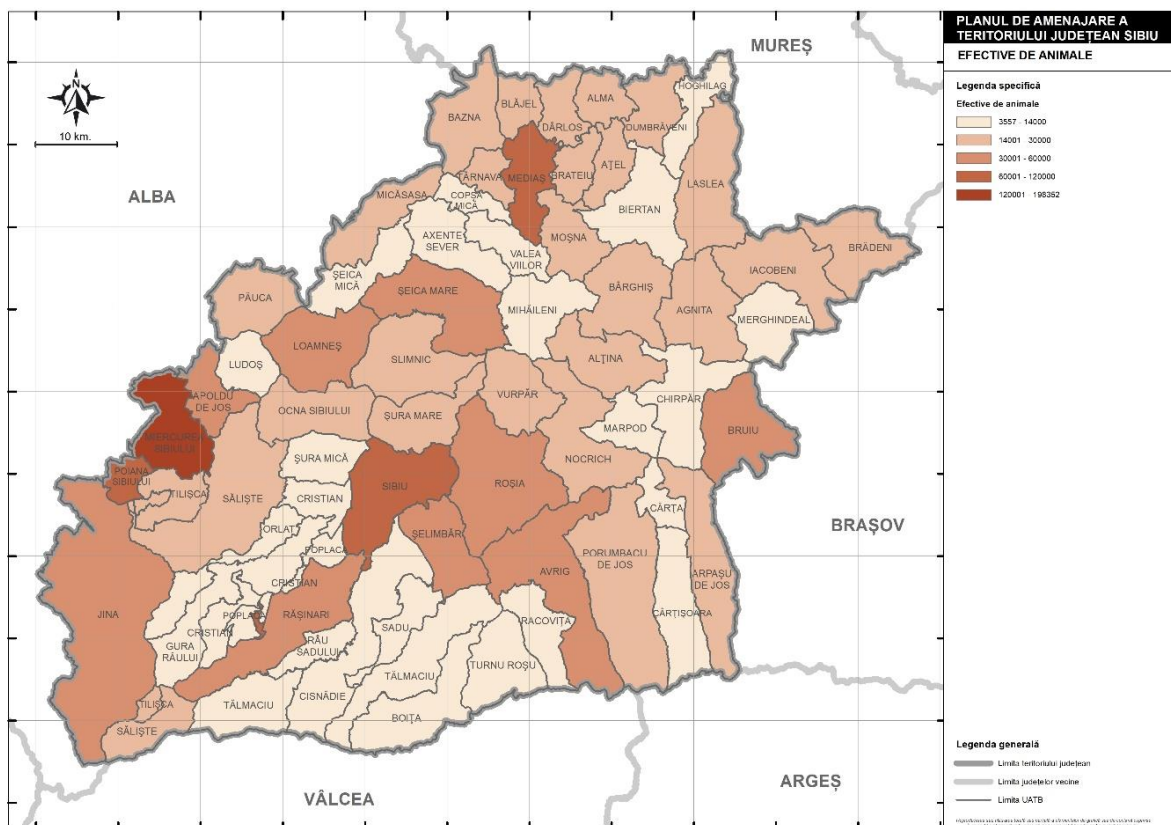 PLANUL DE AMENAJARE A
TERITORIULUI JUDEȚEAN SIBIU
EFECTIVE DE ANIMALE
Legenda specifică
Efective de animale
3557 - 14000
14001 - 30000
30001 - 60000
60001 - 120000
120001 - 198352
N
10 km.
MUREȘ
ALBA
BRAȘOV
VÂLCEA
ARGEȘ
HOGHILAG
BLĂJEL
ALMA
BAZNA
DÂRLOS
DUMBRĂVENI
TÂRNAVA
MEDIAȘ
BRATEIU
AȚEL
LASLEA
MICĂSASA
COPȘA
MICĂ
BIERTAN
AXENTE
SEVER
MOȘNA
VALEA
VIILOR
BRĂDENI
IACOBENI
ȘEICA
MICĂ
ȘEICA MARE
BÂRGHIȘ
PĂUCA
MIHĂILENI
AGNITA
MERGHINDEAL
LOAMNEȘ
SLIMNIC
ALȚINA
LUDOȘ
APOLDU
DE JOS
VURPĂR
CHIRPĂR
OCNA SIBIULUI
ȘURA MARE
MARPOD
BRUIU
MIERCUREA
SIBIULUI
ȘURA MICĂ
NOCRICH
POIANA
SIBIULUI
SIBIU
ROȘIA
TILIȘCA
SĂLIȘTE
CRISTIAN
CÂRȚA
ORLAT
ȘELIMBĂR
POPLACA
PORUMBACU
DE JOS
AVRIG
ARPAȘU
DE JOS
CRISTIAN
JINA
RĂȘINARI
POPLACA
CRISTIAN
RACOVIȚA
CÂRȚIȘOARA
SADU
GURA
RÂULUI
RÂU
SADULUI
TURNU ROȘU
TĂLMACIU
CISNĂDIE
TILIȘCA
TĂLMACIU
BOIȚA
SĂLIȘTE
Legenda generală
Limita teritoriului județean
Limita județelor vecine
Limita UATB